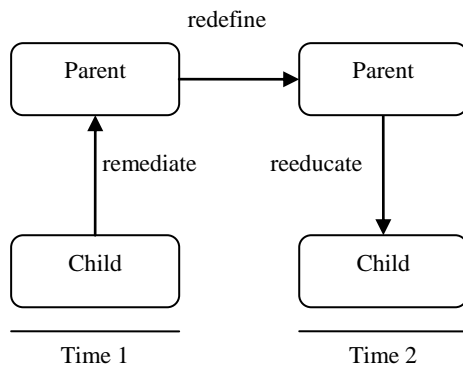 redefine
Parent
Parent
remediate
reeducate
Child
Child
Time 1
Time 2